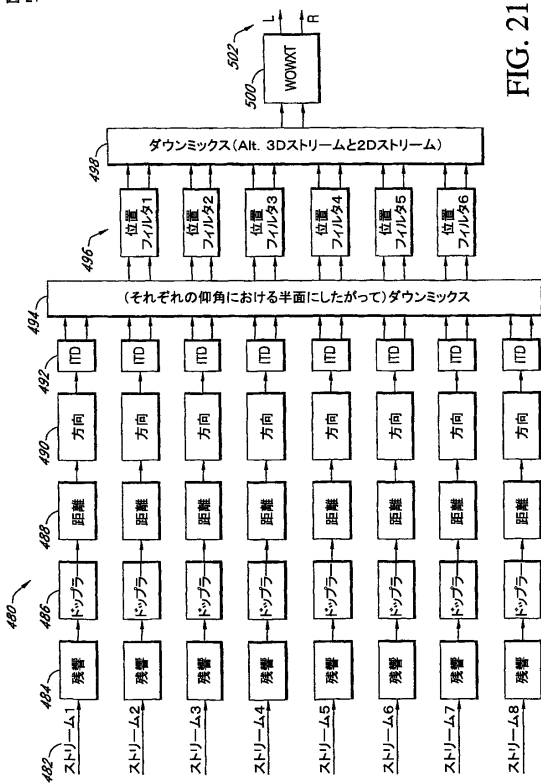 FIG. 21
480
482
484
486
488
490
492
494
496
498
500
502
ストリーム1
残響
ドップラー
距離
方向
ITD
ストリーム2
残響
ドップラー
距離
方向
ITD
ストリーム3
残響
ドップラー
距離
方向
ITD
ストリーム4
残響
ドップラー
距離
方向
ITD
ストリーム5
残響
ドップラー
距離
方向
ITD
ストリーム6
残響
ドップラー
距離
方向
ITD
ストリーム7
残響
ドップラー
距離
方向
ITD
ストリーム8
残響
ドップラー
距離
方向
ITD
(それぞれの仰角における半面にしたがって)ダウンミックス
位置
フィルタ1
位置
フィルタ2
位置
フィルタ3
位置
フィルタ4
位置
フィルタ5
位置
フィルタ6
ダウンミックス(Alt. 3Dストリームと2Dストリーム)
WOWXT
L
R